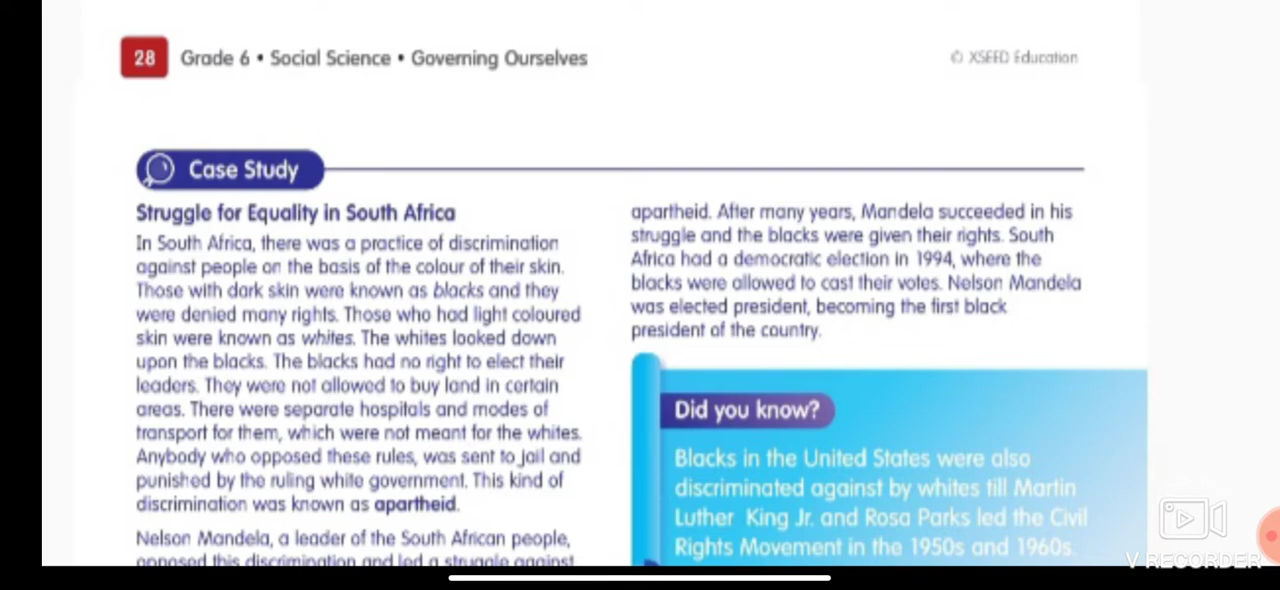 28 Grade 6 • Social Science • Governing Ourselves
© XSEED Education
Case Study
Struggle for Equality in South Africa
In South Africa, there was a practice of discrimination
against people on the basis of the colour of their skin.
Those with dark skin were known as blacks and they
were denied many rights. Those who had light coloured
skin were known as whites. The whites looked down
upon the blacks. The blacks had no right to elect their
leaders. They were not allowed to buy land in certain
areas. There were separate hospitals and modes of
transport for them, which were not meant for the whites.
Anybody who opposed these rules, was sent to jail and
punished by the ruling white government. This kind of
discrimination was known as apartheid.
Nelson Mandela, a leader of the South African people,
opposed this discrimination and led a struggle against
apartheid. After many years, Mandela succeeded in his
struggle and the blacks were given their rights. South
Africa had a democratic election in 1994, where the
blacks were allowed to cast their votes. Nelson Mandela
was elected president, becoming the first black
president of the country.
Did you know?
Blacks in the United States were also
discriminated against by whites till Martin
Luther King Jr. and Rosa Parks led the Civil
Rights Movement in the 1950s and 1960s.
V RECORDER